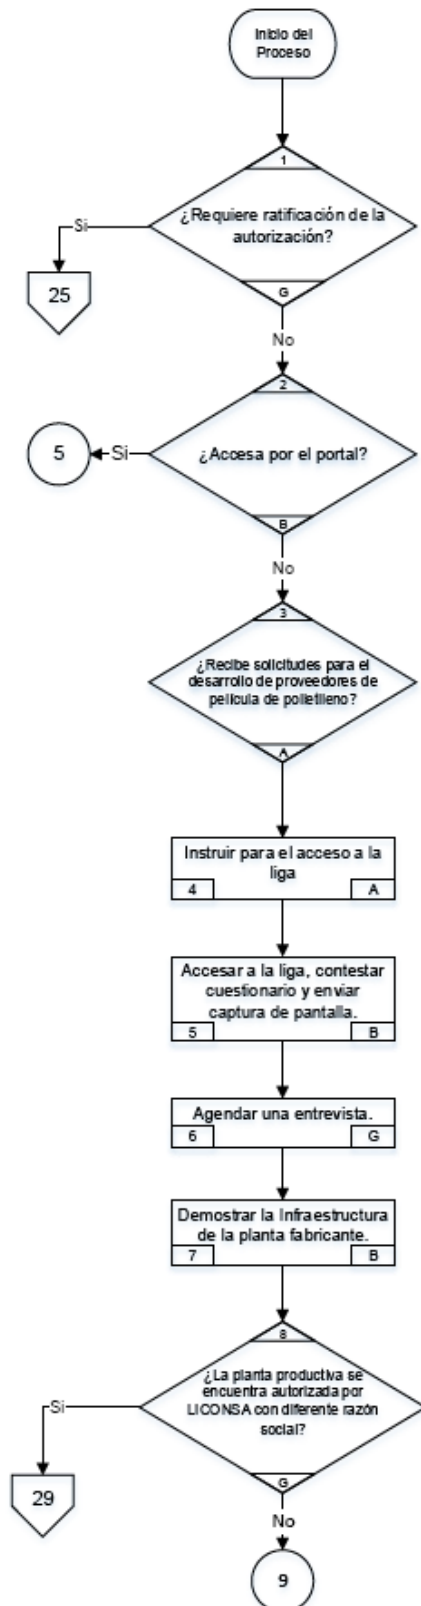 Inicio del
Proceso
1
¿Requiere ratificación de la
autorización?
G
Si
25
No
2
¿Accesa por el portal?
B
Si
5
No
3
¿Recibe solicitudes para el
desarrollo de proveedores de
película de polietileno?
A
Instruir para el acceso a la
liga
4 A
Accesar a la liga, contestar
cuestionario y enviar
captura de pantalla.
5 B
Agendar una entrevista.
6 G
Demostrar la Infraestructura
de la planta fabricante.
7 B
8
¿La planta productiva se
encuentra autorizada por
LICONSA con diferente razón
social?
G
Si
29
No
9